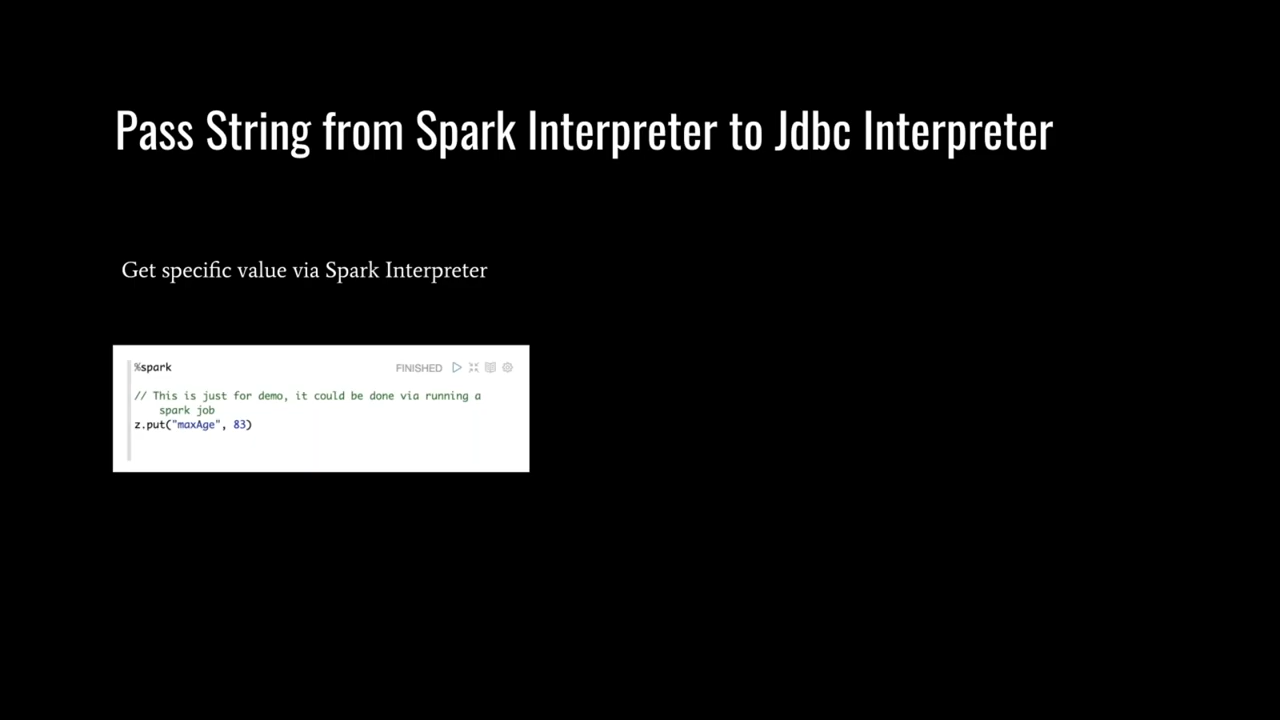 Pass String from Spark Interpreter to Jdbc Interpreter
Get specific value via Spark Interpreter
%spark
FINISHED
// This is just for demo, it could be done via running a
spark job
z.put("maxAge", 83)